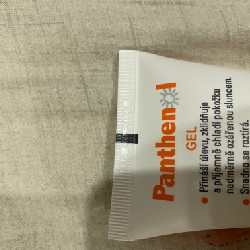 Panthenol
GEL
• Přináší úlevu, zklidňuje
a příjemně chladí pokožku
nadměrně ozářenou sluncem.
• Snadno se roztírá.